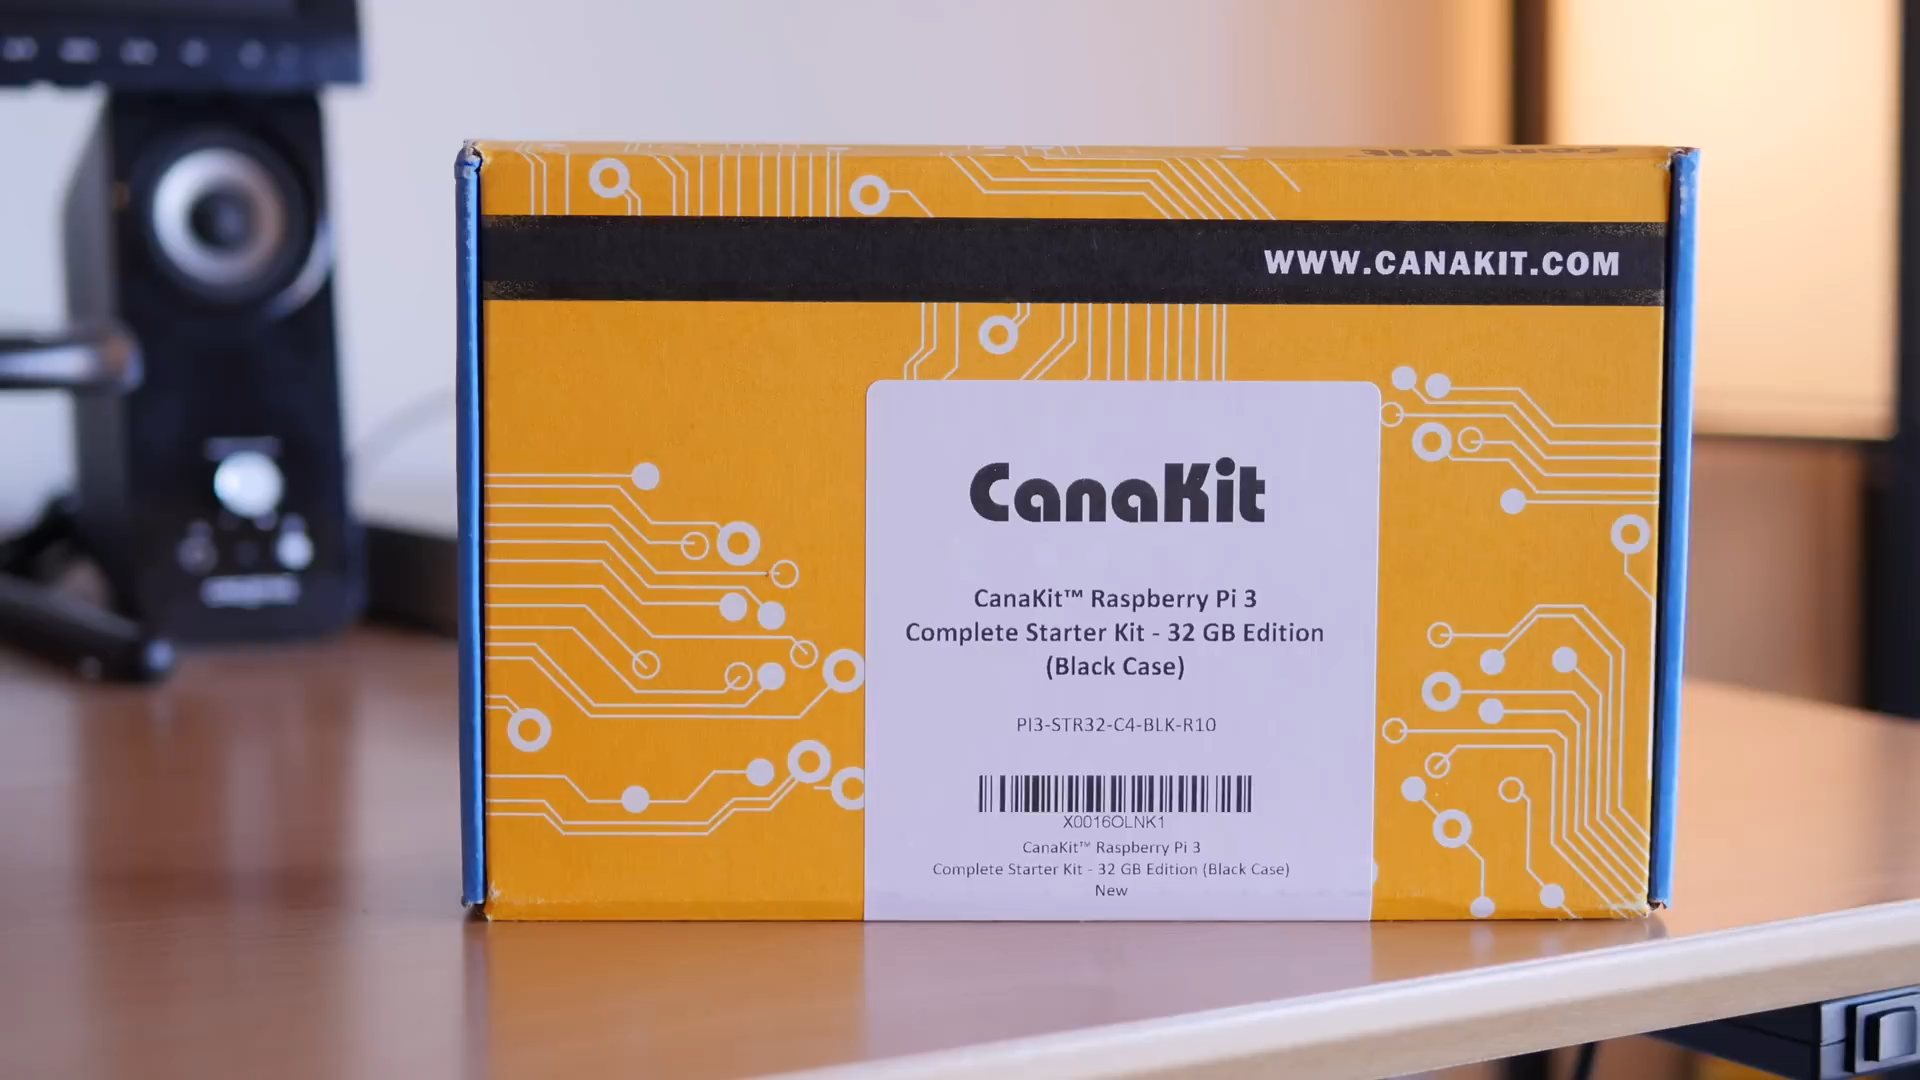 CanaKit
WWW.CANAKIT.COM
CanaKit
CanaKit™ Raspberry Pi 3
Complete Starter Kit - 32 GB Edition
(Black Case)
PI3-STR32-C4-BLK-R10
X0016OLNK1
CanaKit™ Raspberry Pi 3
Complete Starter Kit - 32 GB Edition (Black Case)
New